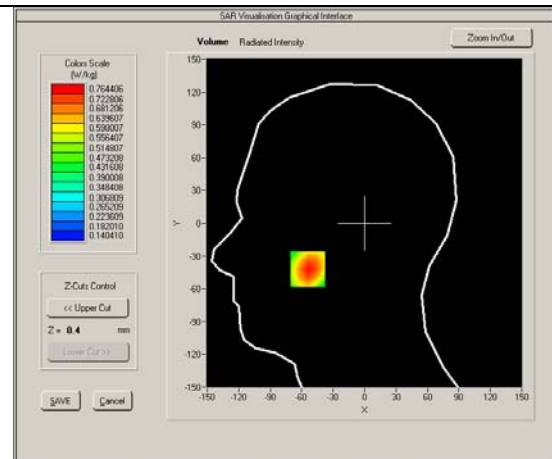 SAR Visualisation Graphical Interface
Volume Radiated Intensity
Zoom In/Out
Colors Scale
(W/kg)
0.764406
0.722806
0.681206
0.639607
0.598007
0.556407
0.514807
0.473208
0.431608
0.390008
0.348408
0.306809
0.265209
0.223609
0.182010
0.140410
Z-Cuts Control
<< Upper Cut
Z = 0.4 mm
Lower Cut >>
SAVE Cancel
150
120
90
60
30
Y 0
-30
-60
-90
-120
-150
-150 -120 -90 -60 -30 0 30 60 90 120 150
X